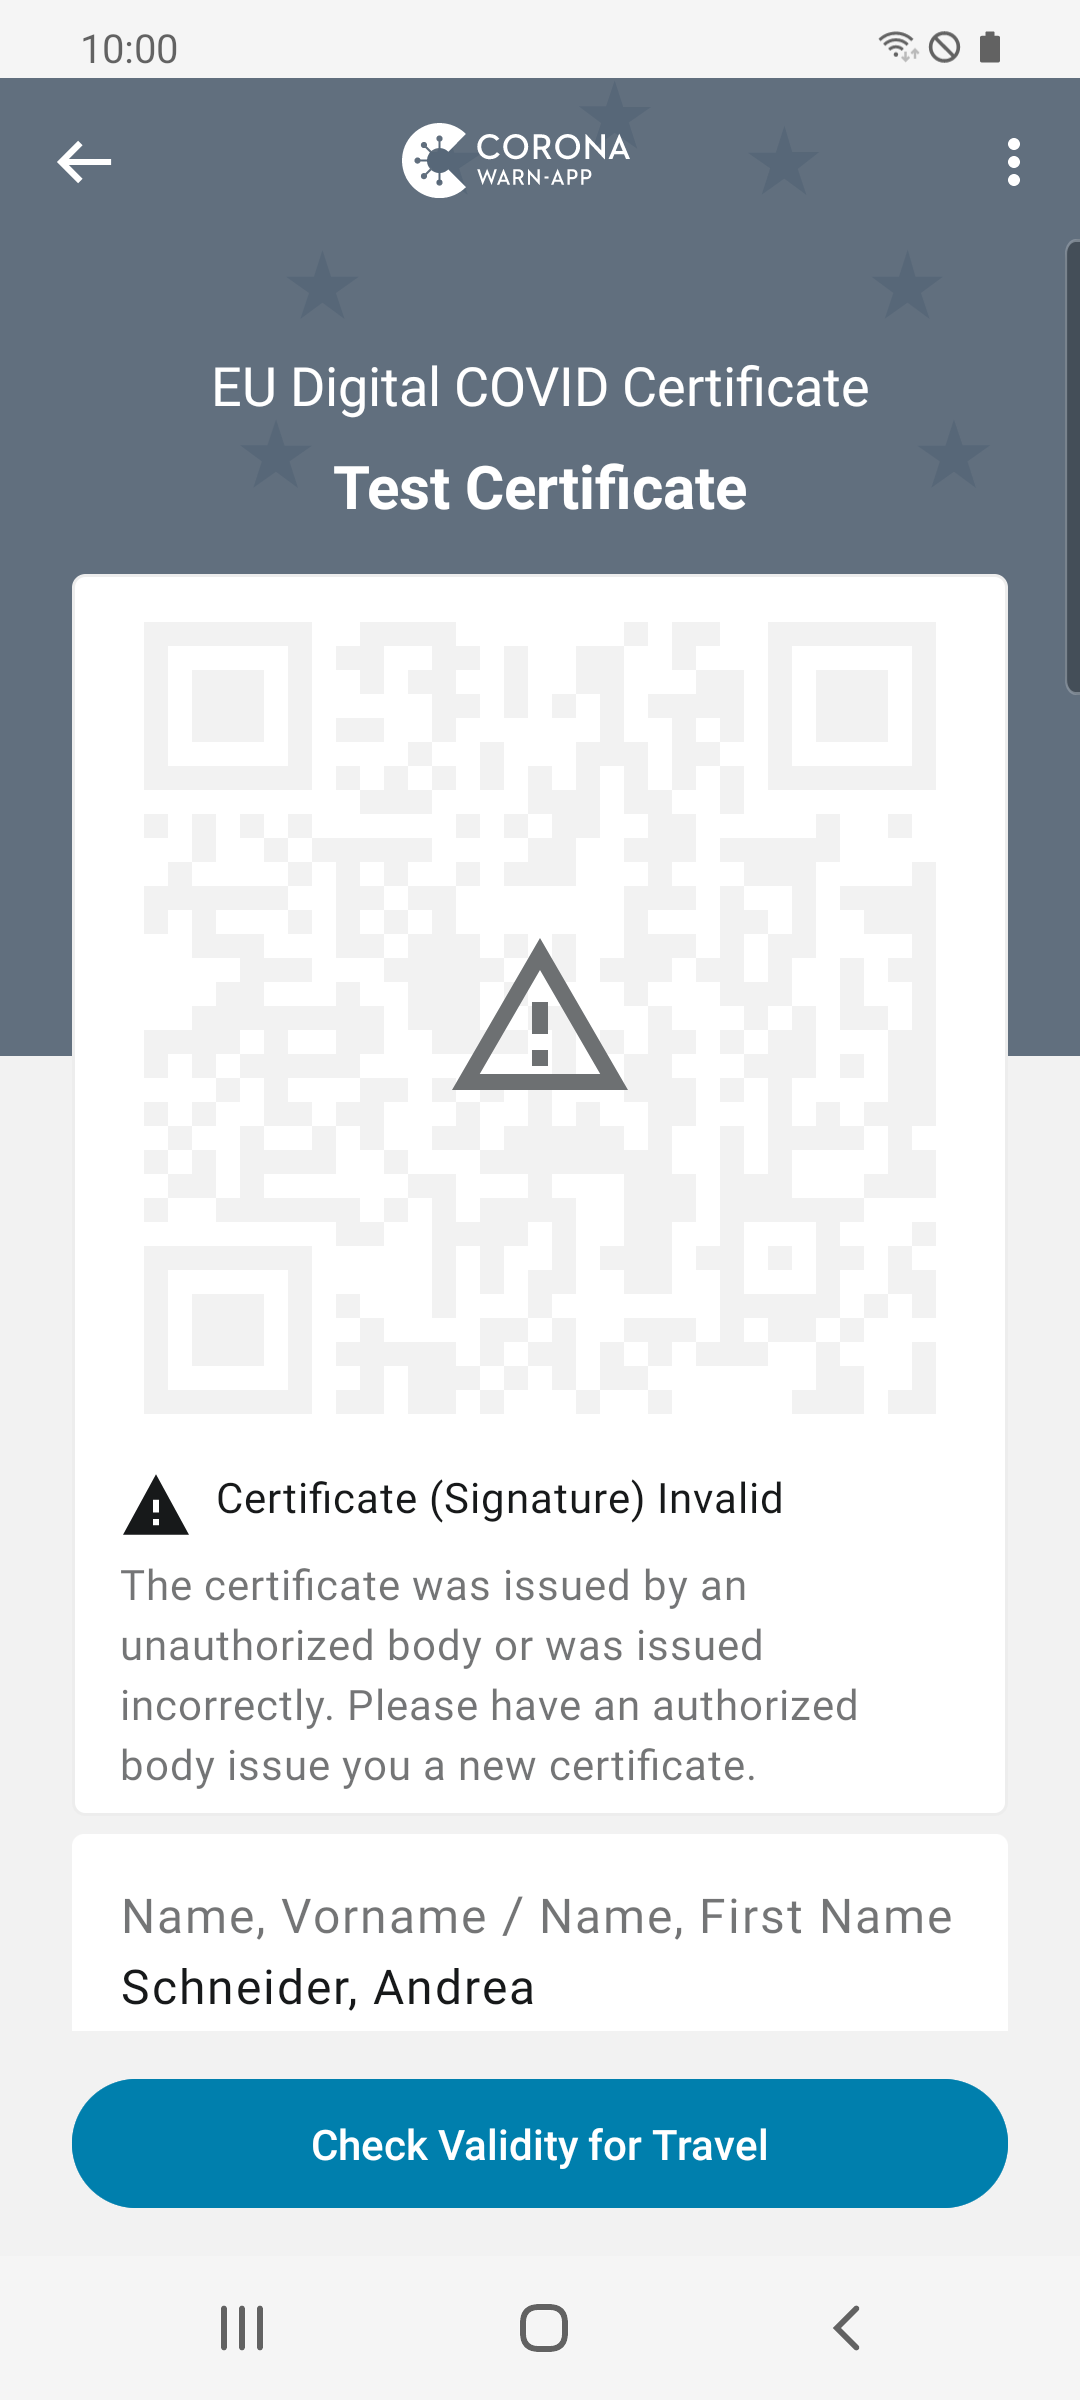 10:00
CORONA
WARN-APP
EU Digital COVID Certificate
Test Certificate
Certificate (Signature) Invalid
The certificate was issued by an
unauthorized body or was issued
incorrectly. Please have an authorized
body issue you a new certificate.
Name, Vorname / Name, First Name
Schneider, Andrea
Check Validity for Travel